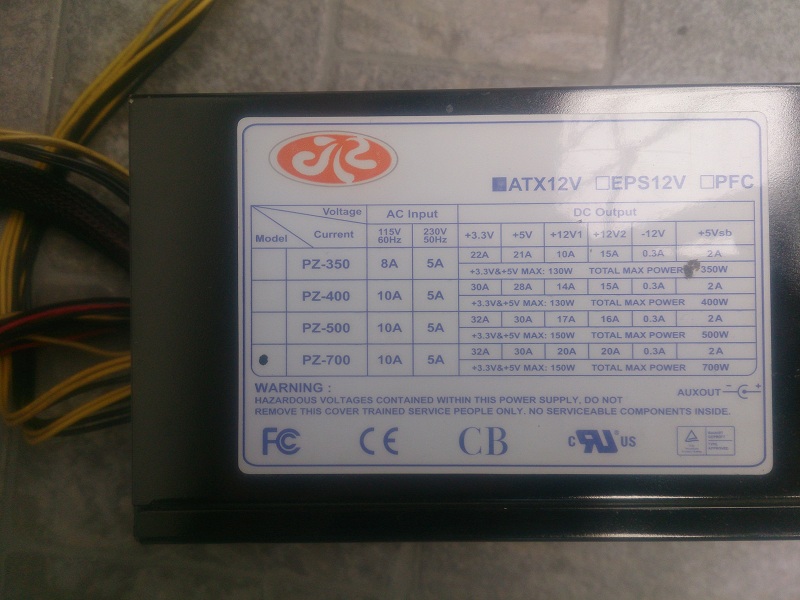 ATX12V EPS12V PFC
Voltage AC Input DC Output
Model Current 115V 60Hz 230V 50Hz +3.3V +5V +12V1 +12V2 -12V +5Vsb
PZ-350 8A 5A 22A 21A 10A 15A 0.3A 2A
+3.3V&+5V MAX: 130W TOTAL MAX POWER 350W
PZ-400 10A 5A 30A 28A 14A 15A 0.3A 2A
+3.3V&+5V MAX: 130W TOTAL MAX POWER 400W
PZ-500 10A 5A 32A 30A 17A 16A 0.3A 2A
+3.3V&+5V MAX: 150W TOTAL MAX POWER 500W
PZ-700 10A 5A 32A 30A 20A 20A 0.3A 2A
+3.3V&+5V MAX: 150W TOTAL MAX POWER 700W
WARNING :
HAZARDOUS VOLTAGES CONTAINED WITHIN THIS POWER SUPPLY, DO NOT
REMOVE THIS COVER TRAINED SERVICE PEOPLE ONLY. NO SERVICEABLE COMPONENTS INSIDE.
AUXOUT - +
FC CE CB c RU US